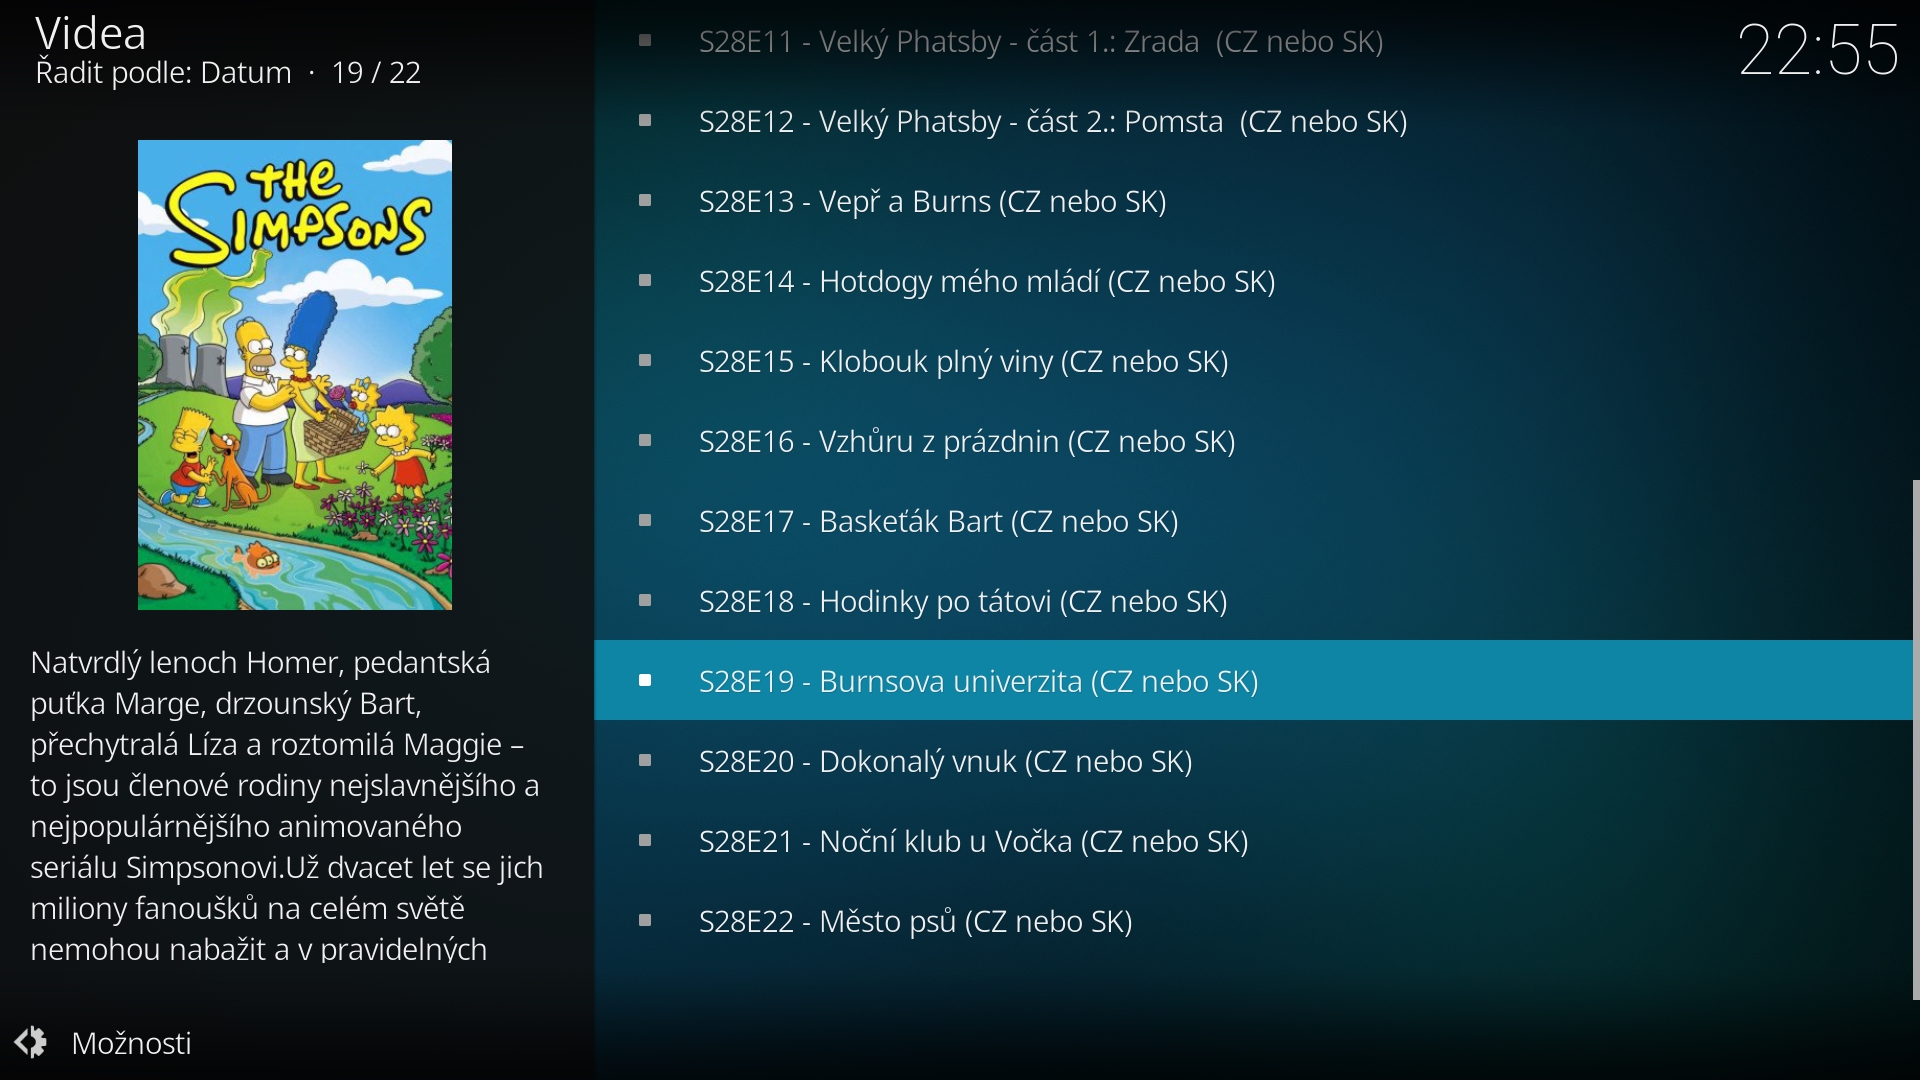 Videa
Řadit podle: Datum · 19 / 22
22:55
THE
SIMPSONS
Natvrdlý lenoch Homer, pedantská
puťka Marge, drzounský Bart,
přechytralá Líza a roztomilá Maggie –
to jsou členové rodiny nejslavnějšího a
nejpopulárnějšího animovaného
seriálu Simpsonovi.Už dvacet let se jich
miliony fanoušků na celém světě
nemohou nabažit a v pravidelných
Možnosti
S28E11 - Velký Phatsby - část 1.: Zrada (CZ nebo SK)
S28E12 - Velký Phatsby - část 2.: Pomsta (CZ nebo SK)
S28E13 - Vepř a Burns (CZ nebo SK)
S28E14 - Hotdogy mého mládí (CZ nebo SK)
S28E15 - Klobouk plný viny (CZ nebo SK)
S28E16 - Vzhůru z prázdnin (CZ nebo SK)
S28E17 - Baskeťák Bart (CZ nebo SK)
S28E18 - Hodinky po tátovi (CZ nebo SK)
S28E19 - Burnsova univerzita (CZ nebo SK)
S28E20 - Dokonalý vnuk (CZ nebo SK)
S28E21 - Noční klub u Vočka (CZ nebo SK)
S28E22 - Město psů (CZ nebo SK)